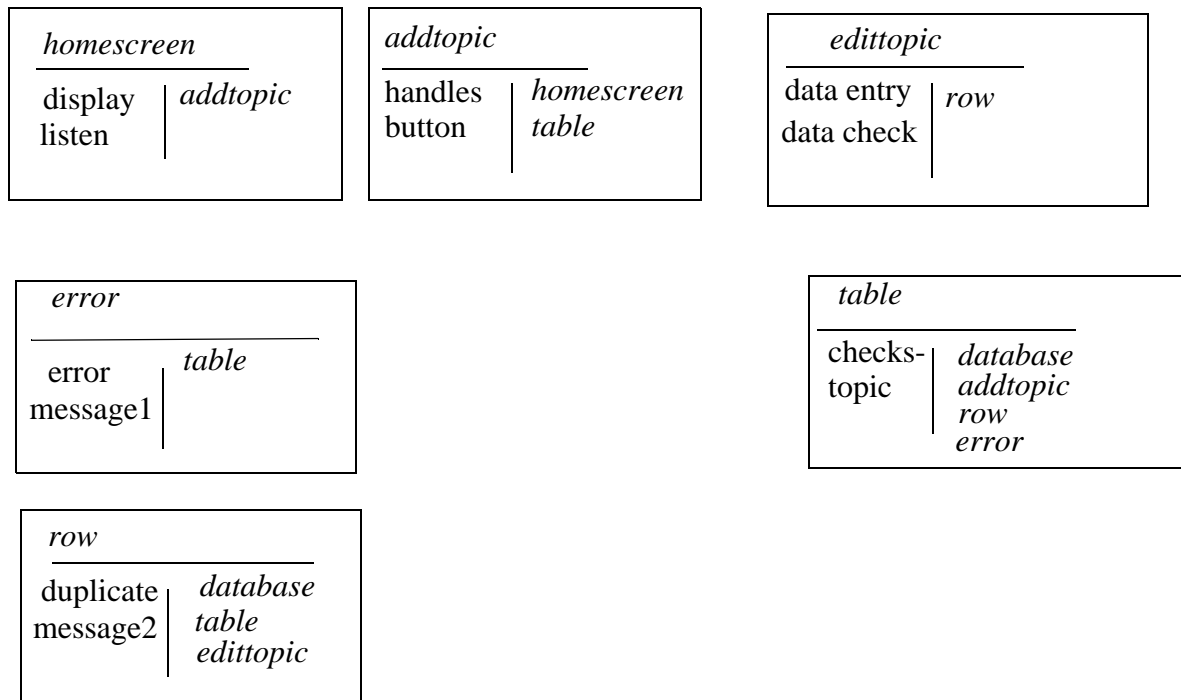 homescreen
display
listen
addtopic
addtopic
handles
button
homescreen
table
edittopic
data entry
data check
row
error
error
message1
table
table
checks-
topic
database
addtopic
row
error
row
duplicate
message2
database
table
edittopic